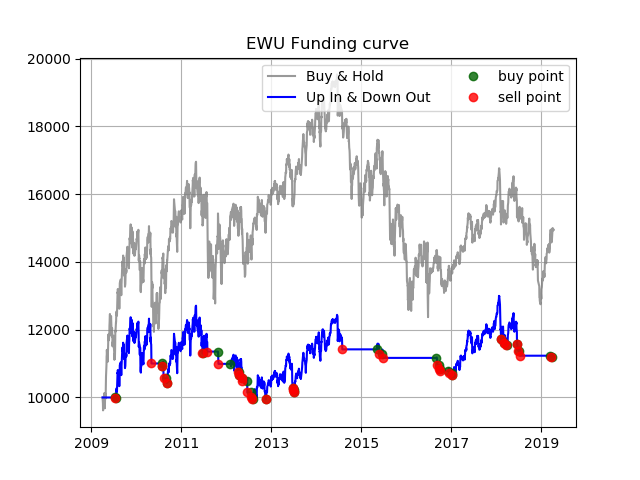 EWU Funding curve
20000
18000
16000
14000
12000
10000
Buy & Hold
Up In & Down Out
buy point
sell point
2009 2011 2013 2015 2017 2019